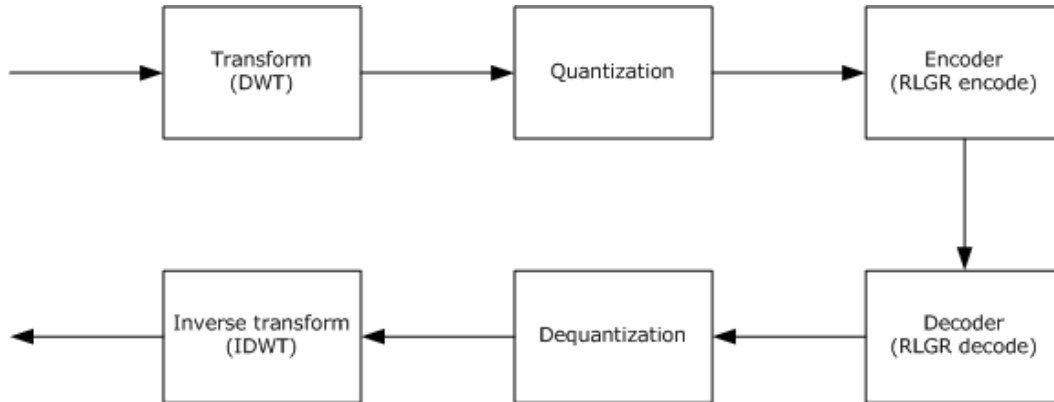 Transform
(DWT)
Quantization
Encoder
(RLGR encode)
Inverse transform
(IDWT)
Dequantization
Decoder
(RLGR decode)